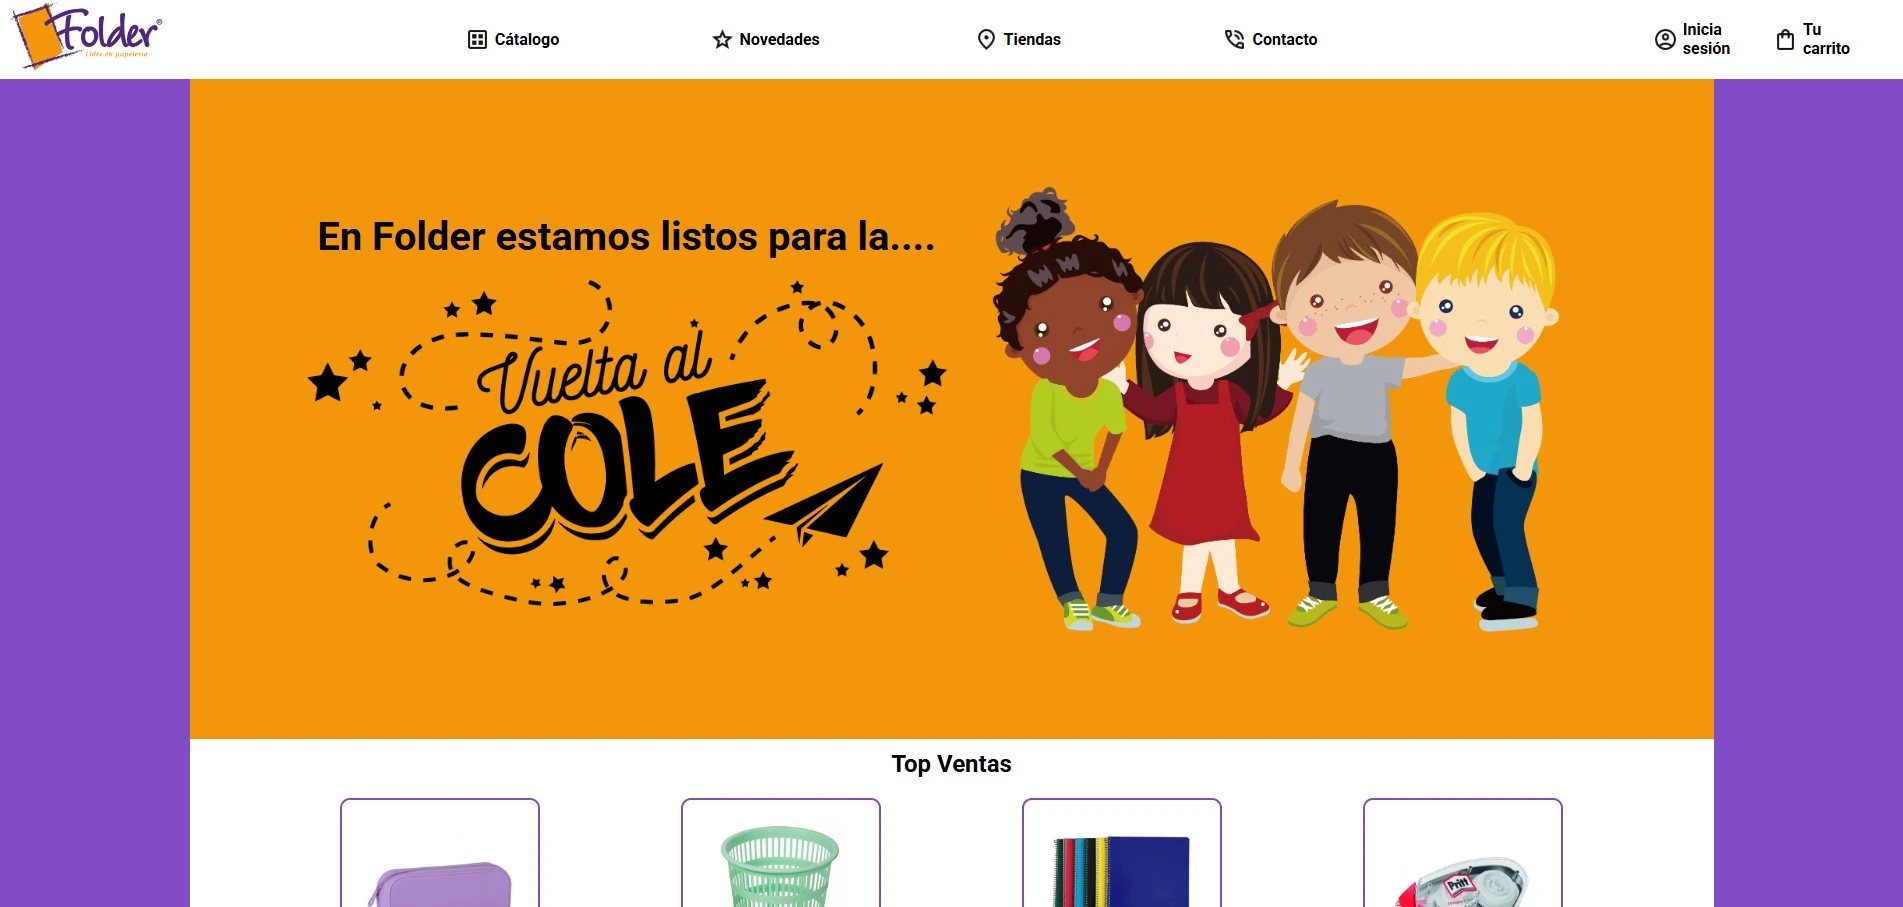 Folder®
Líder en papelería
Cátalogo
Novedades
Tiendas
Contacto
Inicia
sesión
Tu
carrito
En Folder estamos listos para la....
Vuelta al
COLE
Top Ventas
Pritt